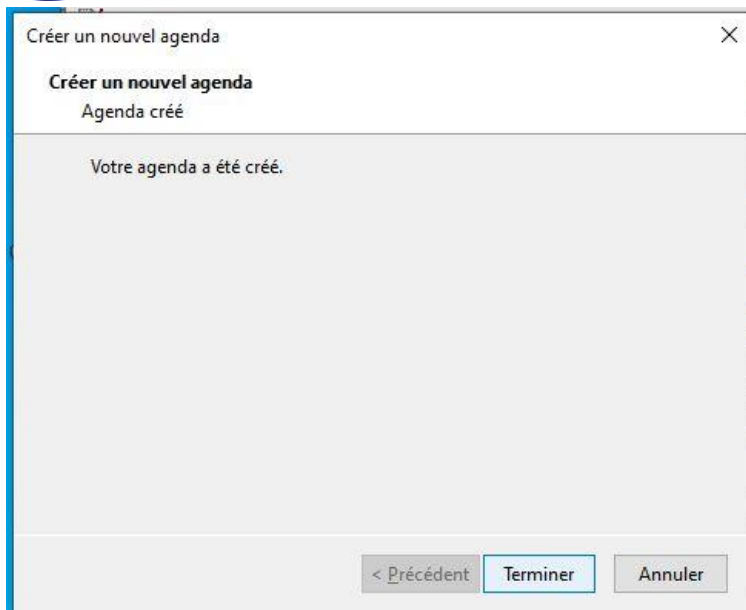 Créer un nouvel agenda
Créer un nouvel agenda
Agenda créé
Votre agenda a été créé.
< Précédent Terminer Annuler